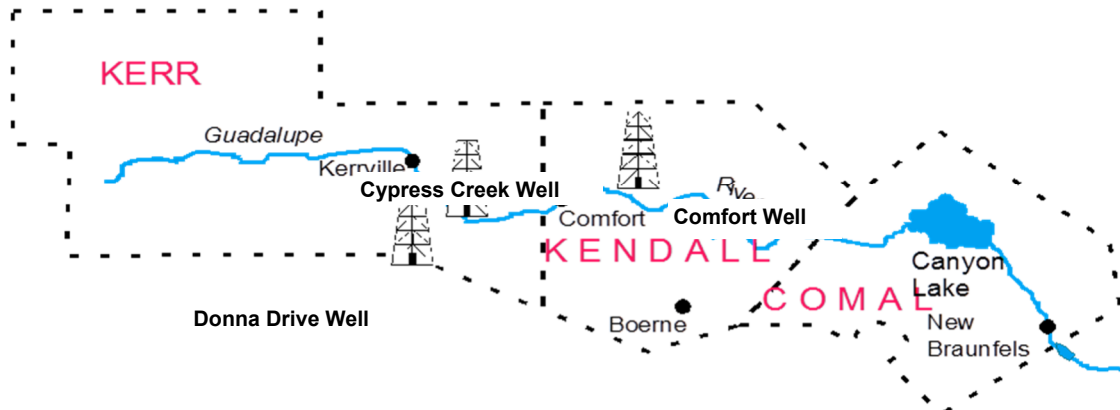 KERR
Guadalupe
Kerrville
Cypress Creek Well
Rive
Comfort
Comfort Well
KENDALL
Canyon
Lake
COMAL
Donna Drive Well
Boerne
New
Braunfels